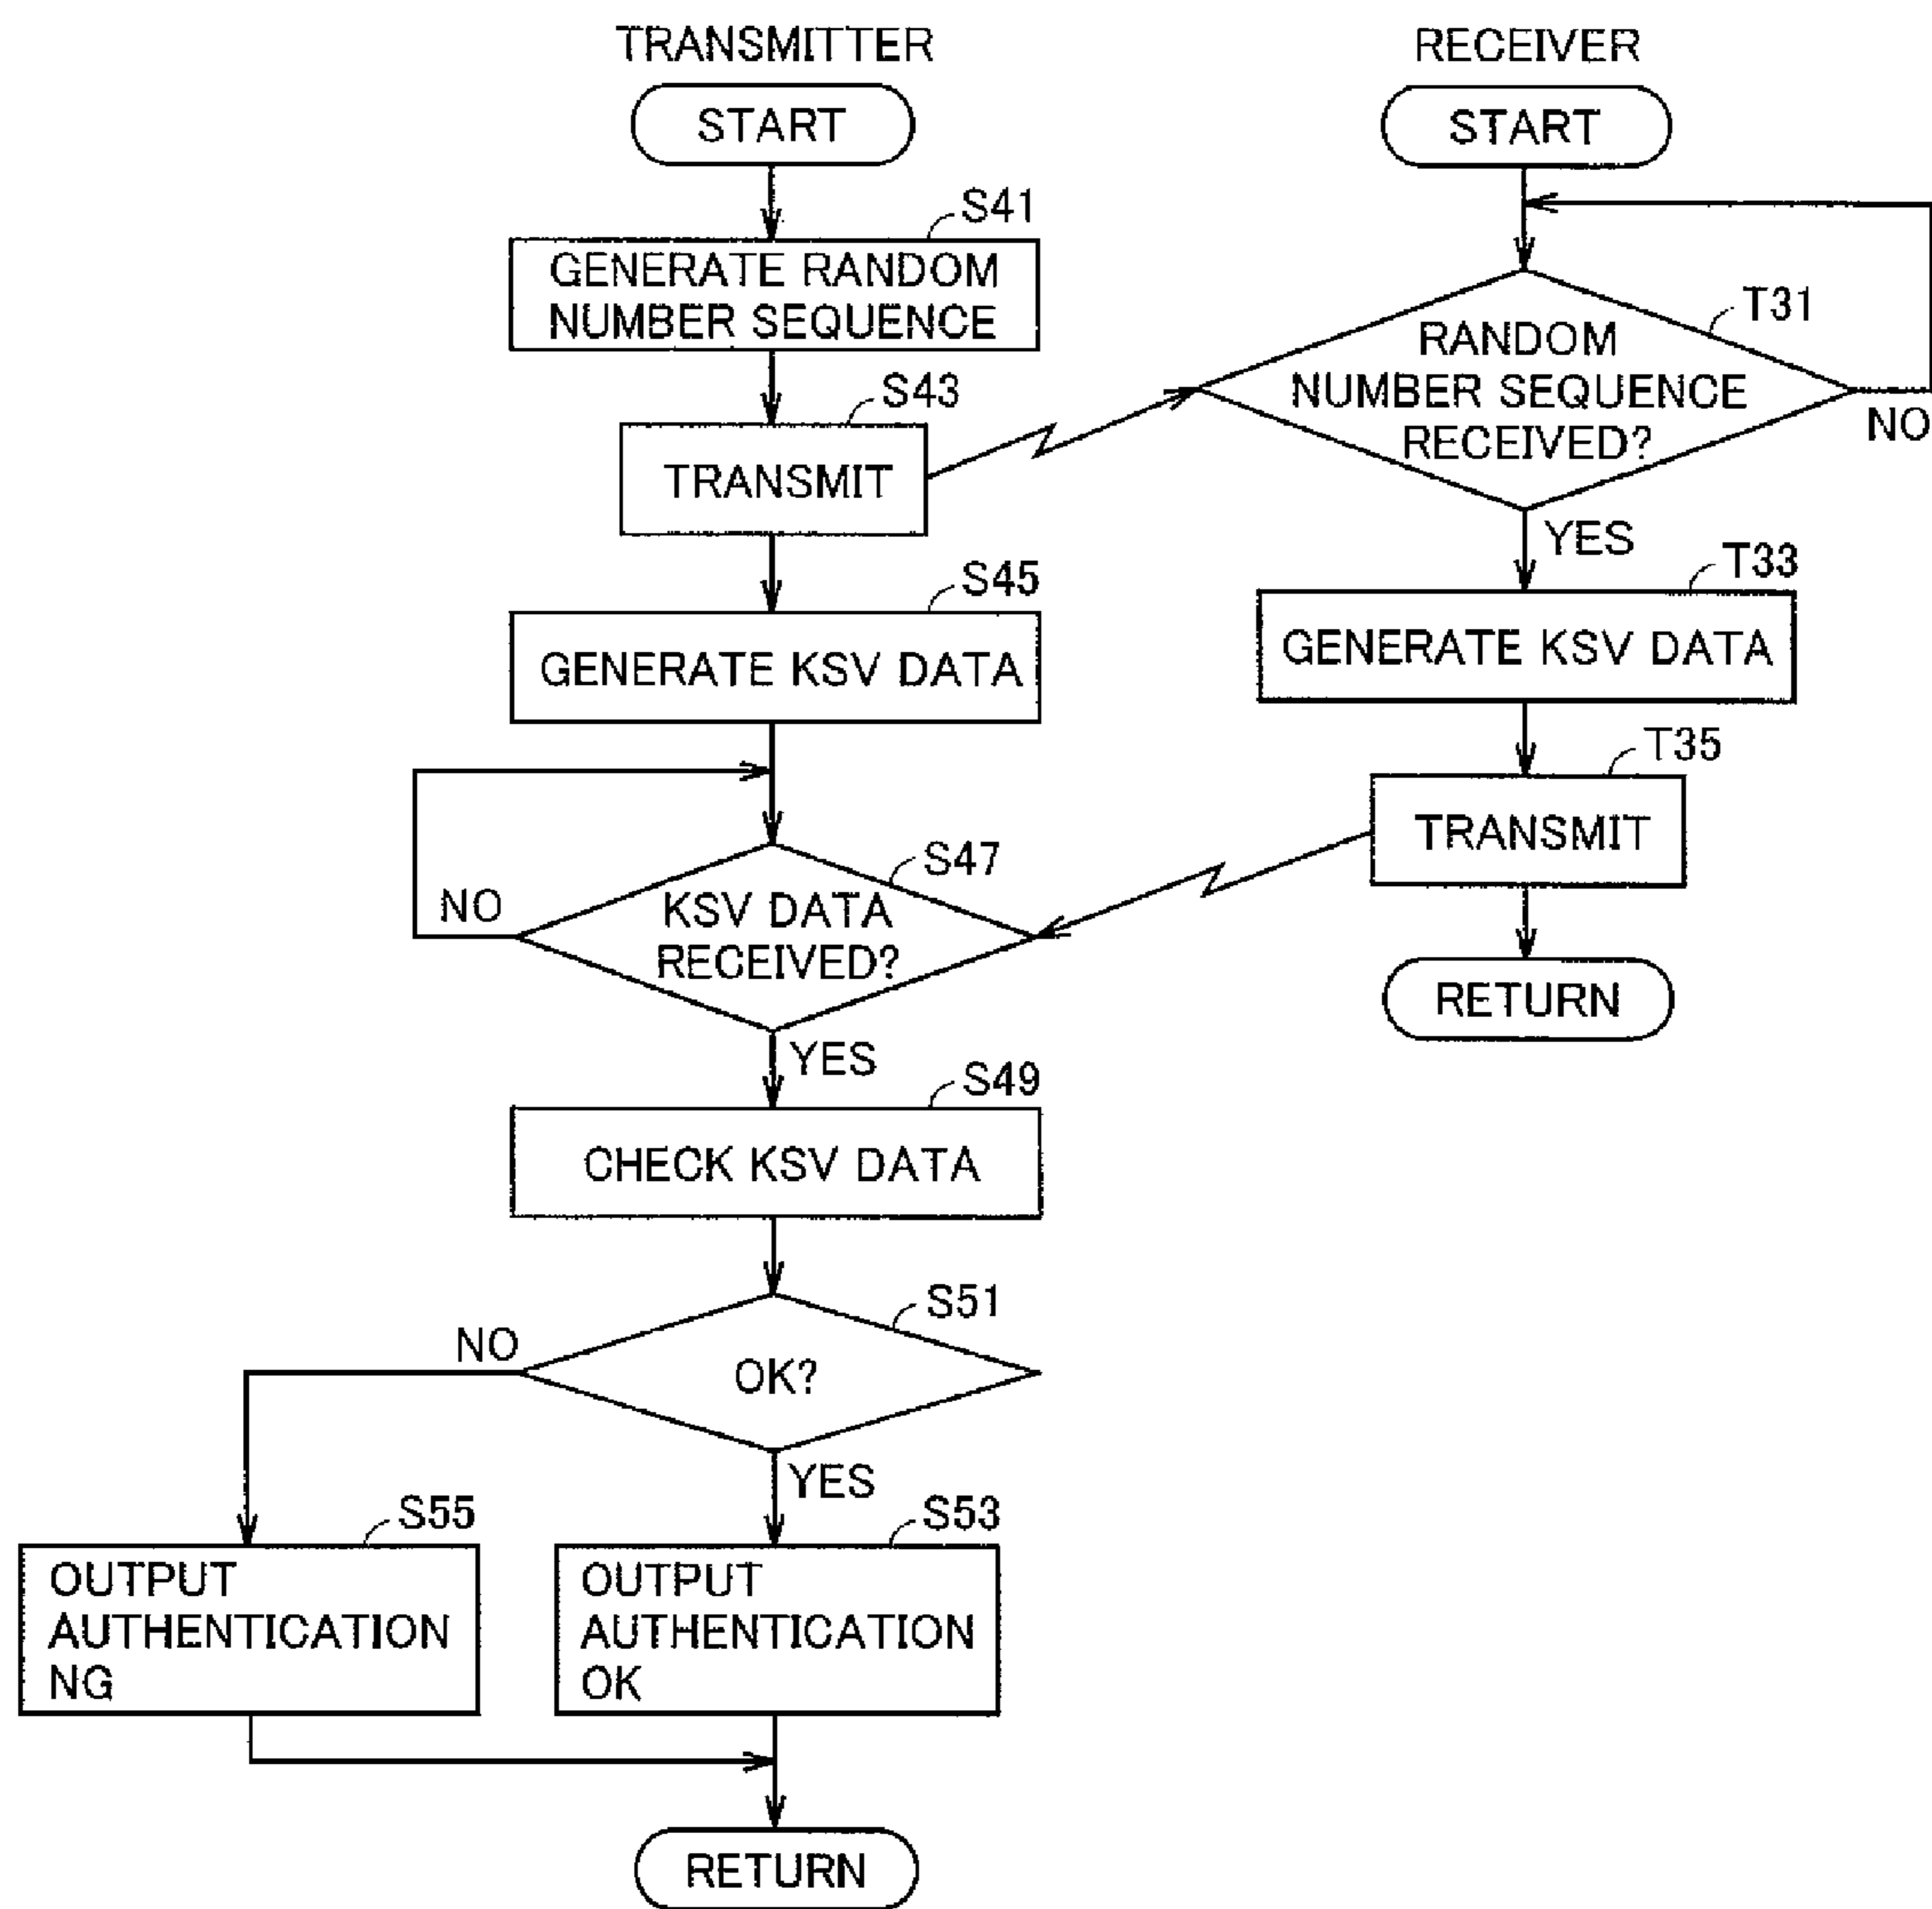 TRANSMITTER
START
S41
GENERATE RANDOM
NUMBER SEQUENCE
S43
TRANSMIT
S45
GENERATE KSV DATA
S47
KSV DATA
RECEIVED?
NO
YES
S49
CHECK KSV DATA
S51
OK?
NO
YES
S55
OUTPUT
AUTHENTICATION
NG
S53
OUTPUT
AUTHENTICATION
OK
RETURN
RECEIVER
START
T31
RANDOM
NUMBER SEQUENCE
RECEIVED?
NO
YES
T33
GENERATE KSV DATA
T35
TRANSMIT
RETURN